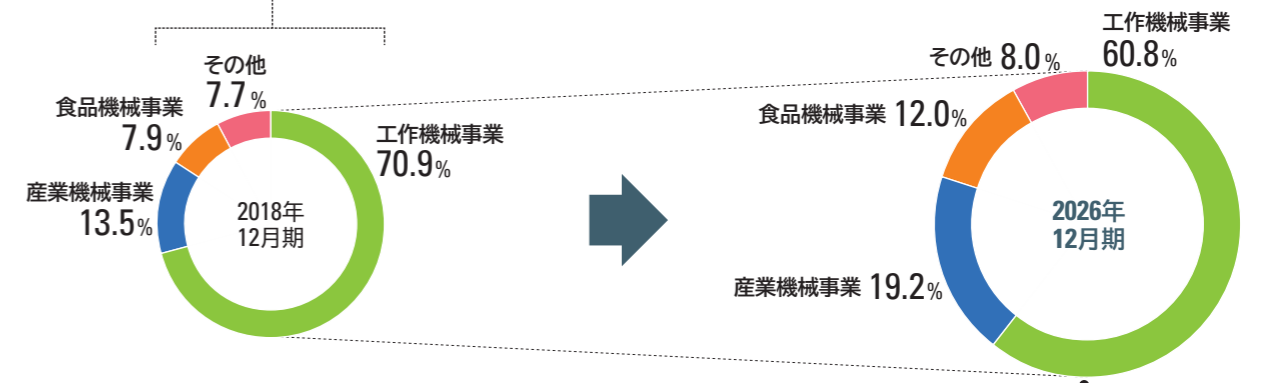 その他
7.7%
食品機械事業
7.9%
産業機械事業
13.5%
工作機械事業
70.9%
2018年
12月期
工作機械事業
60.8%
その他 8.0%
食品機械事業 12.0%
産業機械事業 19.2%
2026年
12月期